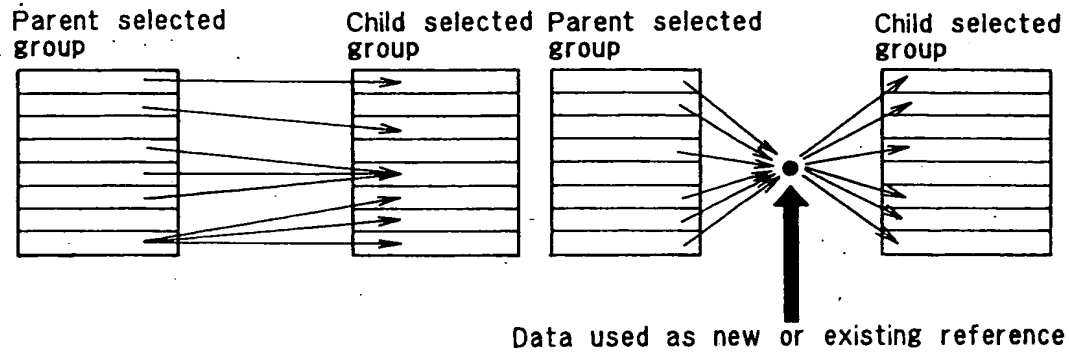 Parent selected
group
Child selected
group
Parent selected
group
Child selected
group
Data used as new or existing reference